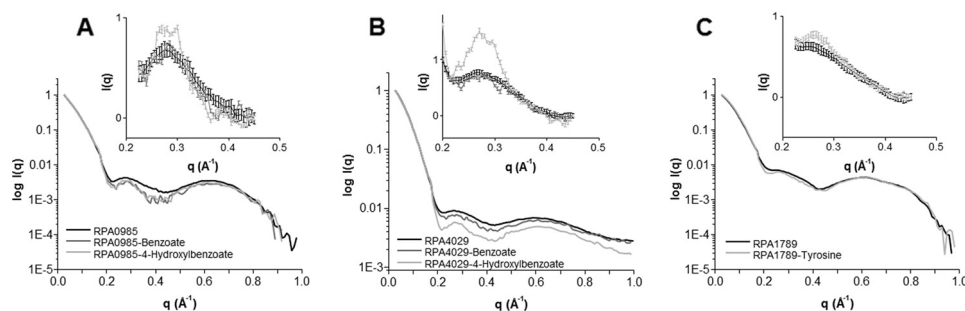 A
B
C
I(q)
1
0
0.2 0.3 0.4 0.5
q (Å⁻¹)
I(q)
1
0
0.2 0.3 0.4 0.5
q (Å⁻¹)
I(q)
1
0
0.2 0.3 0.4 0.5
q (Å⁻¹)
log I(q)
1
0.1
0.01
1E-3
1E-4
1E-5
RPA0985
RPA0985-Benzoate
RPA0985-4-Hydroxylbenzoate
0.0 0.2 0.4 0.6 0.8 1.0
q (Å⁻¹)
log I(q)
1
0.1
0.01
1E-3
RPA4029
RPA4029-Benzoate
RPA4029-4-Hydroxylbenzoate
0.0 0.2 0.4 0.6 0.8 1.0
q (Å⁻¹)
log I(q)
1
0.1
0.01
1E-3
1E-4
1E-5
RPA1789
RPA1789-Tyrosine
0.0 0.2 0.4 0.6 0.8 1.0
q (Å⁻¹)